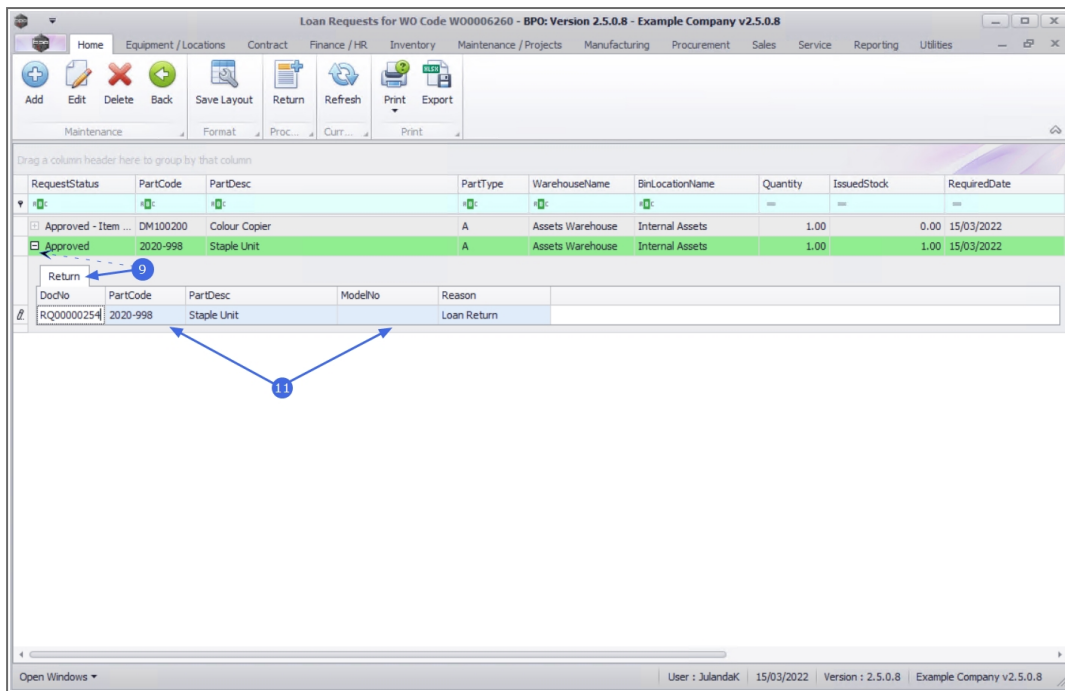 Loan Requests for WO Code WO0006260 - BPO: Version 2.5.0.8 - Example Company v2.5.0.8
Home Equipment / Locations Contract Finance / HR Inventory Maintenance / Projects Manufacturing Procurement Sales Service Reporting Utilities
Add Edit Delete Back Save Layout Return Refresh Print Export
Maintenance Format Proc... Curr... Print
Drag a column header here to group by that column
RequestStatus PartCode PartDesc PartType WarehouseName BinLocationName Quantity IssuedStock RequiredDate
Approved - Item ... DM100200 Colour Copier A Assets Warehouse Internal Assets 1.00 0.00 15/03/2022
Approved 2020-998 Staple Unit A Assets Warehouse Internal Assets 1.00 1.00 15/03/2022
Return 9
DocNo PartCode PartDesc ModelNo Reason
RQ00000254 2020-998 Staple Unit Loan Return
11
Open Windows User : JulandaK 15/03/2022 Version : 2.5.0.8 Example Company v2.5.0.8